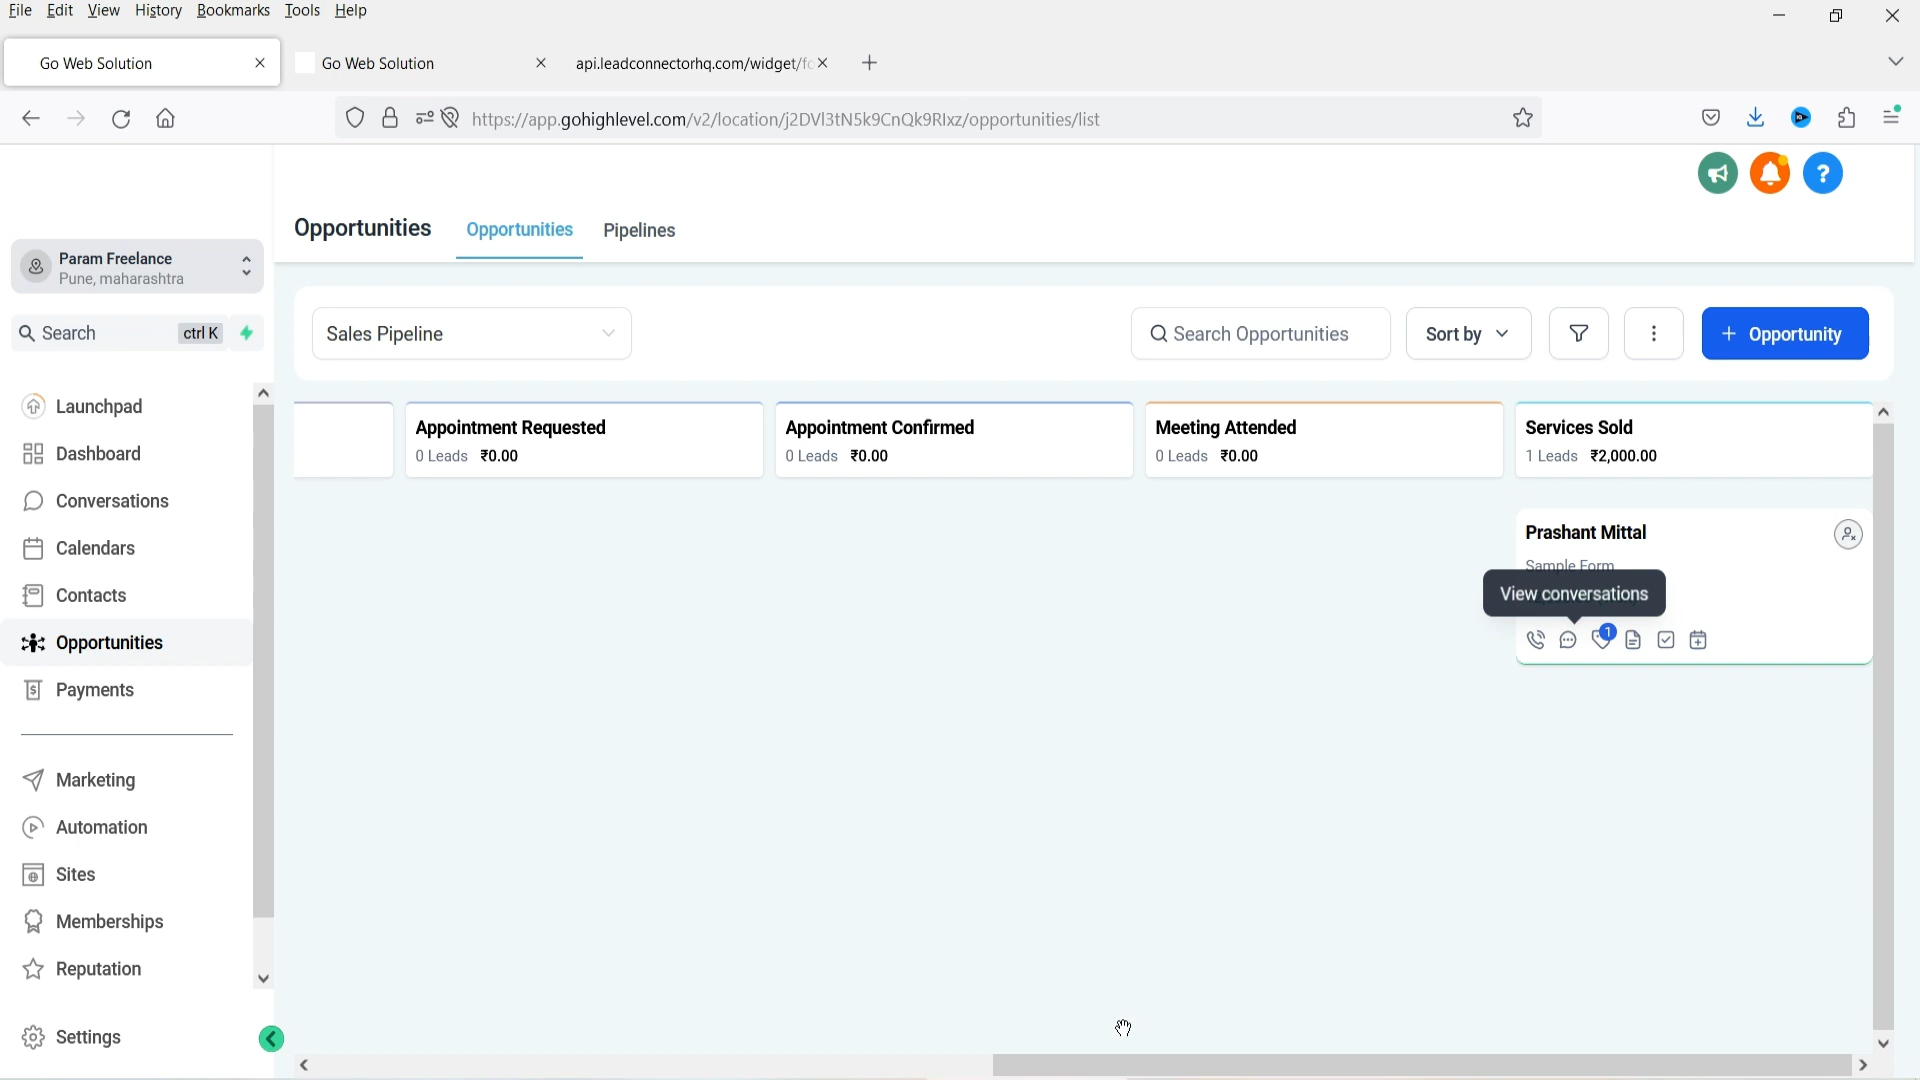 File Edit View History Bookmarks Tools Help
Go Web Solution
Go Web Solution
api.leadconnectorhq.com/widget/fo
https://app.gohighlevel.com/v2/location/j2DVl3tN5k9CnQk9Rlxz/opportunities/list
Opportunities
Opportunities
Pipelines
Param Freelance
Pune, maharashtra
Search ctrl K
Sales Pipeline
Search Opportunities
Sort by
+ Opportunity
Launchpad
Dashboard
Conversations
Calendars
Contacts
Opportunities
Payments
Marketing
Automation
Sites
Memberships
Reputation
Settings
Appointment Requested
0 Leads ₹0.00
Appointment Confirmed
0 Leads ₹0.00
Meeting Attended
0 Leads ₹0.00
Services Sold
1 Leads ₹2,000.00
Prashant Mittal
Sample Form
View conversations
1